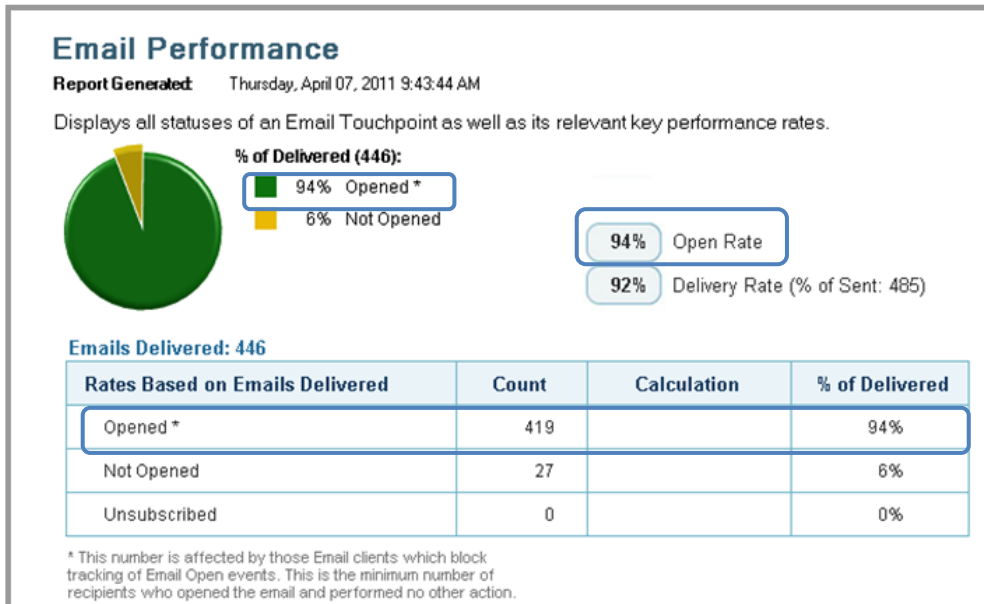 Email Performance
Report Generated: Thursday, April 07, 2011 9:43:44 AM
Displays all statuses of an Email Touchpoint as well as its relevant key performance rates.
% of Delivered (446):
94% Opened *
6% Not Opened
94% Open Rate
92% Delivery Rate (% of Sent: 485)
Emails Delivered: 446
Rates Based on Emails Delivered Count Calculation % of Delivered
Opened * 419 94%
Not Opened 27 6%
Unsubscribed 0 0%
* This number is affected by those Email clients which block
tracking of Email Open events. This is the minimum number of
recipients who opened the email and performed no other action.